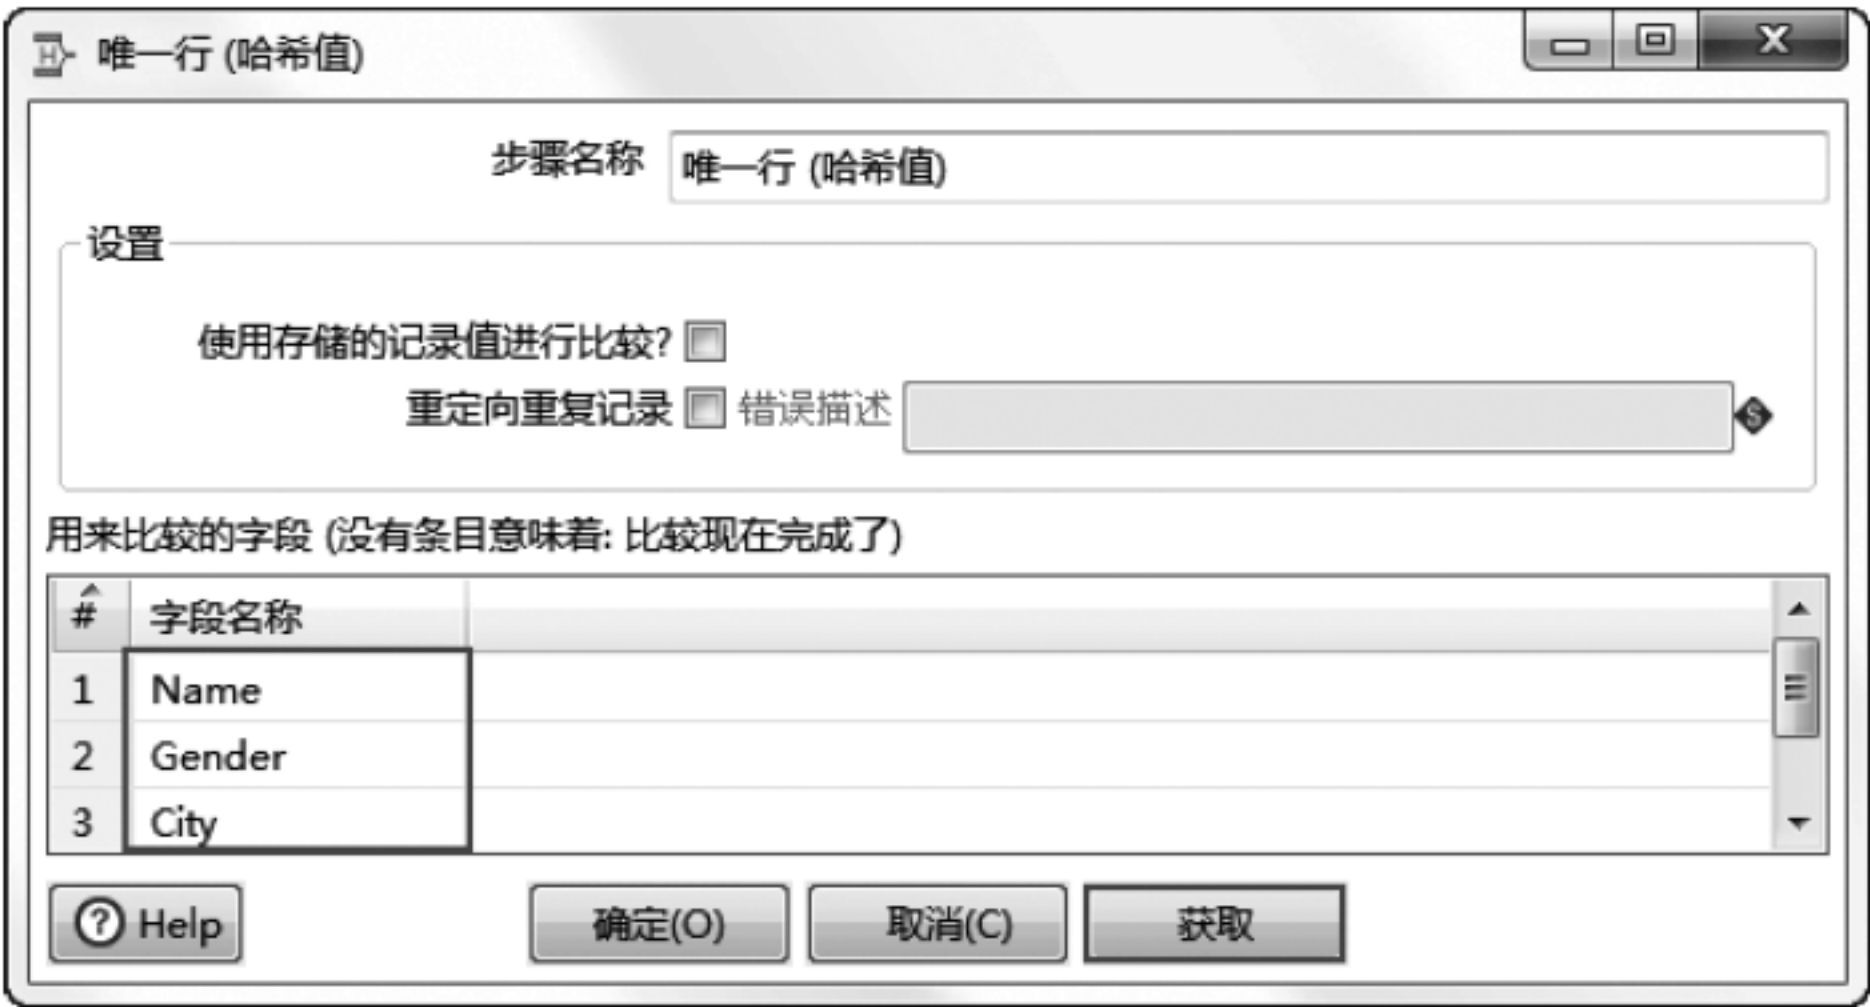 唯一行 (哈希值)
步骤名称 唯一行 (哈希值)
设置
使用存储的记录值进行比较?
重定向重复记录 错误描述 S
用来比较的字段 (没有条目意味着: 比较现在完成了)
# 字段名称
1 Name
2 Gender
3 City
Help 确定(O) 取消(C) 获取